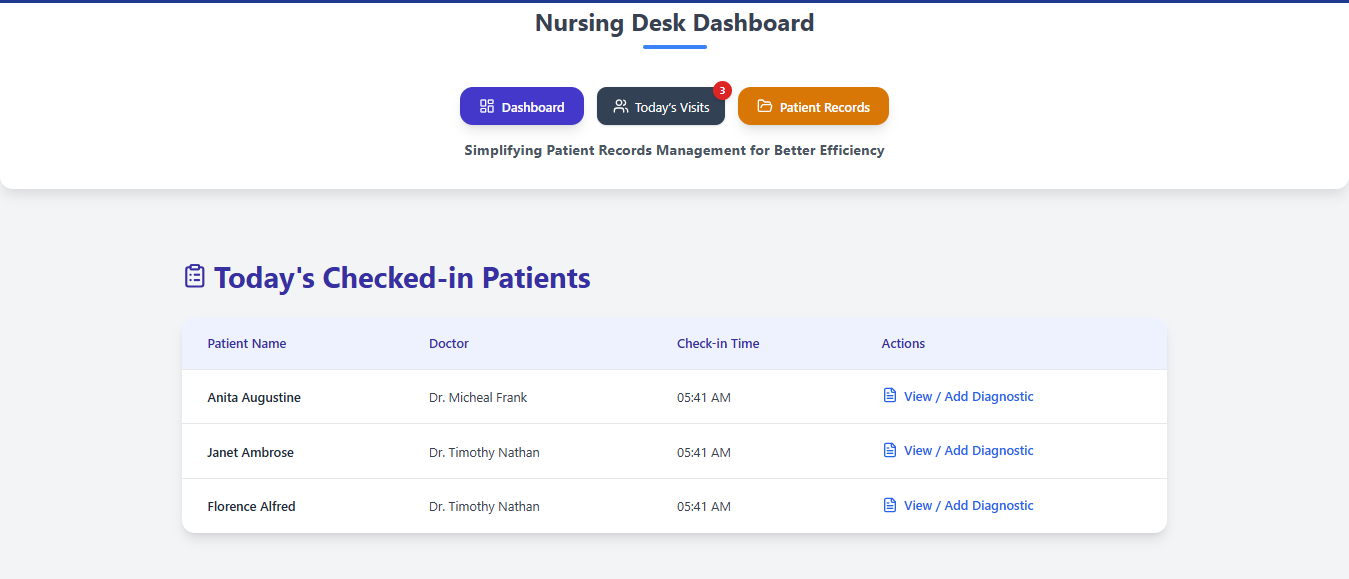 Nursing Desk Dashboard
Dashboard
Today's Visits
3
Patient Records
Simplifying Patient Records Management for Better Efficiency
Today's Checked-in Patients
Patient Name Doctor Check-in Time Actions
Anita Augustine Dr. Micheal Frank 05:41 AM View / Add Diagnostic
Janet Ambrose Dr. Timothy Nathan 05:41 AM View / Add Diagnostic
Florence Alfred Dr. Timothy Nathan 05:41 AM View / Add Diagnostic